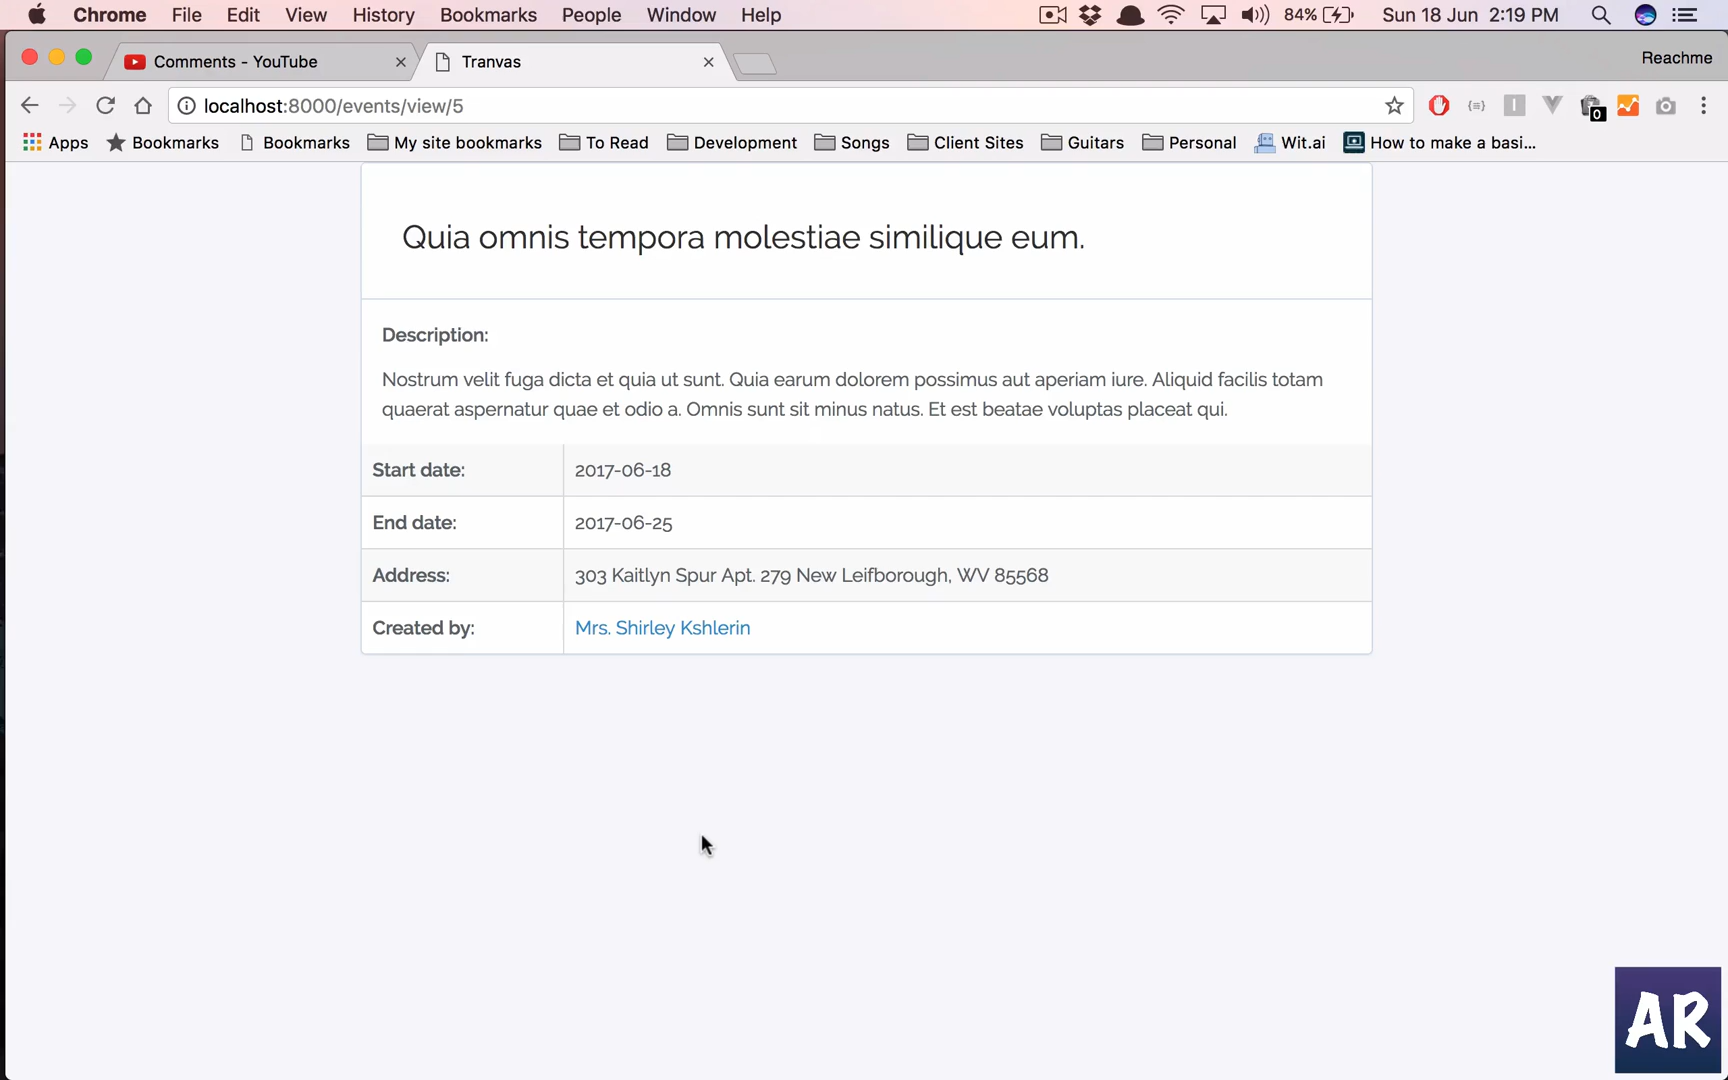 Chrome File Edit View History Bookmarks People Window Help 84% Sun 18 Jun 2:19 PM
Comments - YouTube Tranvas Reachme
localhost:8000/events/view/5 0
Apps Bookmarks Bookmarks My site bookmarks To Read Development Songs Client Sites Guitars Personal Wit.ai How to make a basi...
Quia omnis tempora molestiae similique eum.
Description:
Nostrum velit fuga dicta et quia ut sunt. Quia earum dolorem possimus aut aperiam iure. Aliquid facilis totam
quaerat aspernatur quae et odio a. Omnis sunt sit minus natus. Et est beatae voluptas placeat qui.
Start date: 2017-06-18
End date: 2017-06-25
Address: 303 Kaitlyn Spur Apt. 279 New Leifborough, WV 85568
Created by: Mrs. Shirley Kshlerin
AR